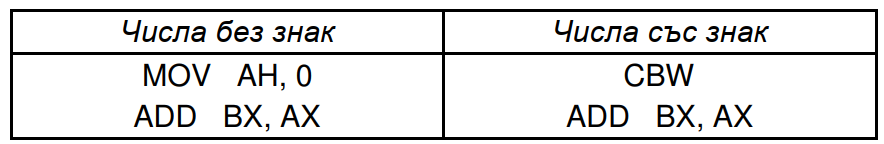 Числа без знак
Числа със знак
MOV AH, 0
CBW
ADD BX, AX
ADD BX, AX